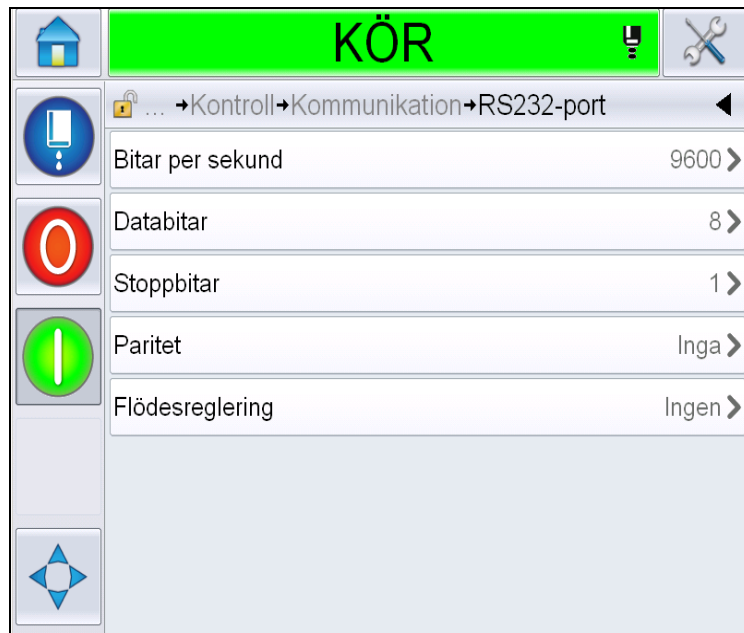 KÖR
... →Kontroll→Kommunikation→RS232-port
Bitar per sekund 9600
Databitar 8
Stoppbitar 1
Paritet Inga
Flödesreglering Ingen